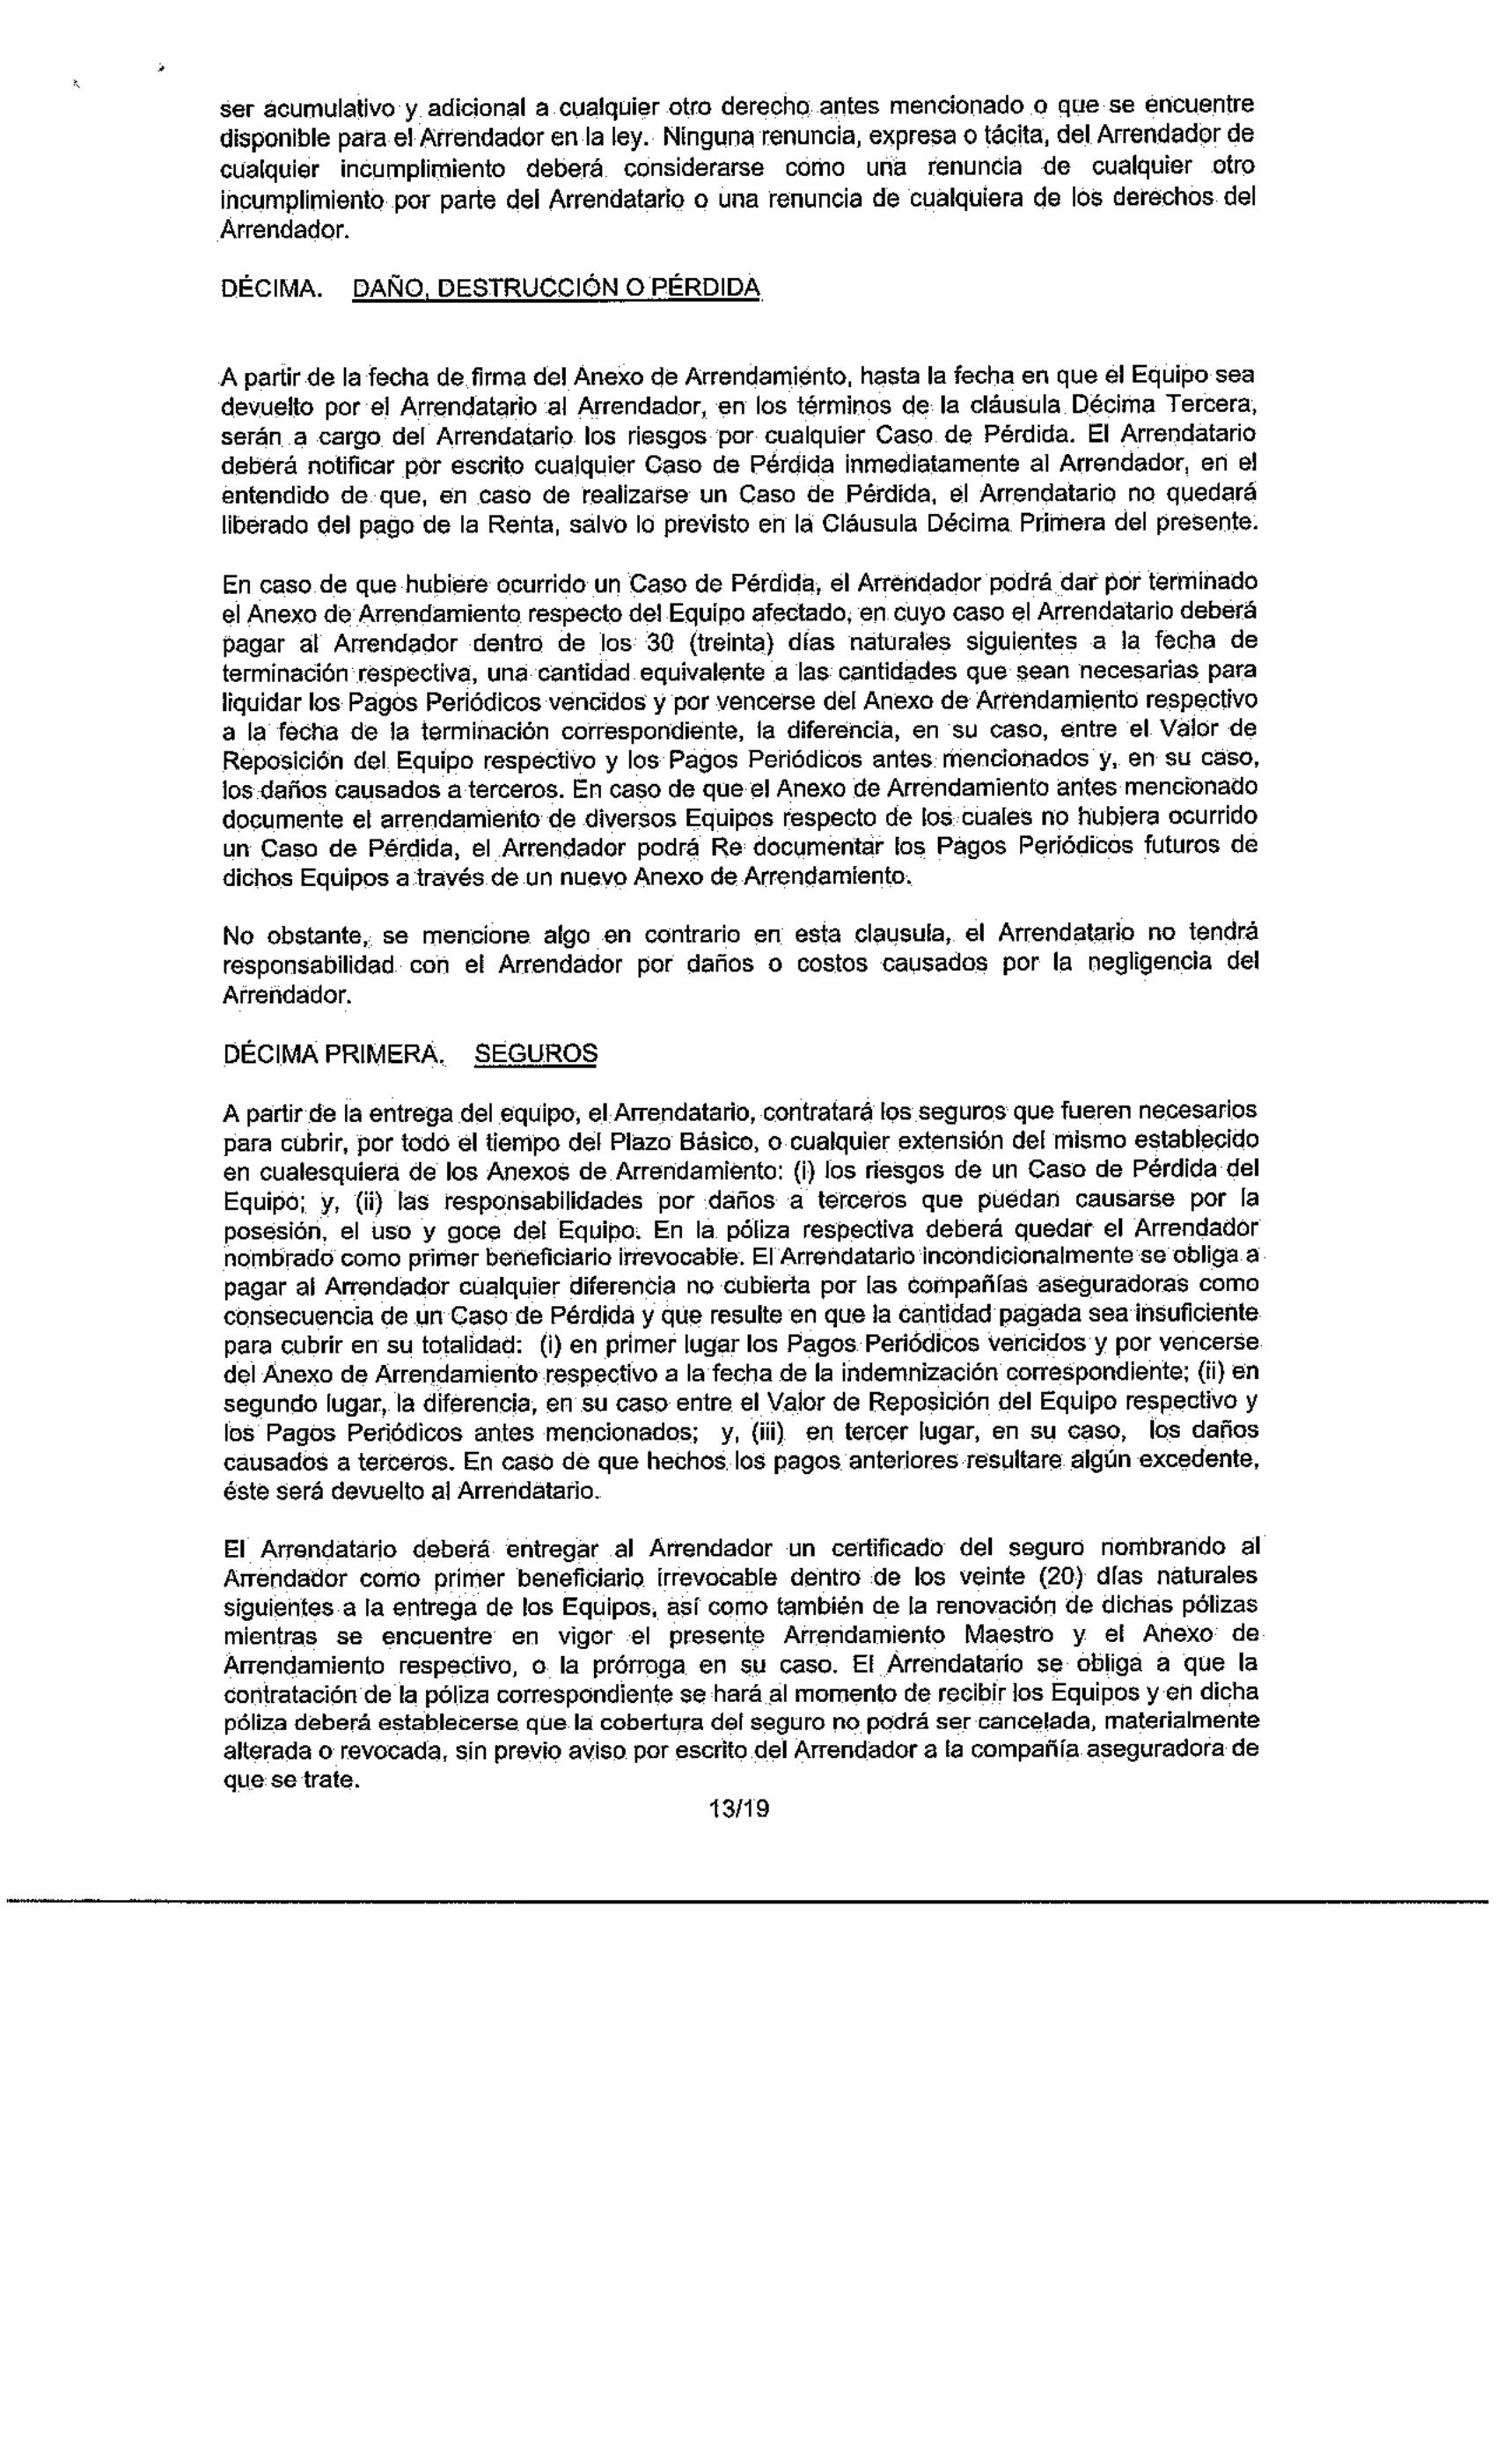 ser acumulativo y adicional a cualquier otro derecho antes mencionado o que se encuentre
disponible para el Arrendador en la ley. Ninguna renuncia, expresa o tácita, del Arrendador de
cualquier incumplimiento deberá considerarse como una renuncia de cualquier otro
incumplimiento por parte del Arrendatario o una renuncia de cualquiera de los derechos del
Arrendador.
DÉCIMA. DAÑO, DESTRUCCIÓN O PÉRDIDA
A partir de la fecha de firma del Anexo de Arrendamiento, hasta la fecha en que el Equipo sea
devuelto por el Arrendatario al Arrendador, en los términos de la cláusula Décima Tercera,
serán a cargo del Arrendatario los riesgos por cualquier Caso de Pérdida. El Arrendatario
deberá notificar por escrito cualquier Caso de Pérdida inmediatamente al Arrendador, en el
entendido de que, en caso de realizarse un Caso de Pérdida, el Arrendatario no quedará
liberado del pago de la Renta, salvo lo previsto en la Cláusula Décima Primera del presente.
En caso de que hubiere ocurrido un Caso de Pérdida, el Arrendador podrá dar por terminado
el Anexo de Arrendamiento respecto del Equipo afectado, en cuyo caso el Arrendatario deberá
pagar al Arrendador dentro de los 30 (treinta) días naturales siguientes a la fecha de
terminación respectiva, una cantidad equivalente a las cantidades que sean necesarias para
liquidar los Pagos Periódicos vencidos y por vencerse del Anexo de Arrendamiento respectivo
a la fecha de la terminación correspondiente, la diferencia, en su caso, entre el Valor de
Reposición del Equipo respectivo y los Pagos Periódicos antes mencionados y, en su caso,
los daños causados a terceros. En caso de que el Anexo de Arrendamiento antes mencionado
documente el arrendamiento de diversos Equipos respecto de los cuales no hubiera ocurrido
un Caso de Pérdida, el Arrendador podrá Re documentar los Pagos Periódicos futuros de
dichos Equipos a través de un nuevo Anexo de Arrendamiento.
No obstante, se mencione algo en contrario en esta clausula, el Arrendatario no tendrá
responsabilidad con el Arrendador por daños o costos causados por la negligencia del
Arrendador.
DÉCIMA PRIMERA. SEGUROS
A partir de la entrega del equipo, el Arrendatario, contratará los seguros que fueren necesarios
para cubrir, por todo el tiempo del Plazo Básico, o cualquier extensión del mismo establecido
en cualesquiera de los Anexos de Arrendamiento: (i) los riesgos de un Caso de Pérdida del
Equipo; y, (ii) las responsabilidades por daños a terceros que puedan causarse por la
posesión, el uso y goce del Equipo. En la póliza respectiva deberá quedar el Arrendador
nombrado como primer beneficiario irrevocable. El Arrendatario incondicionalmente se obliga a
pagar al Arrendador cualquier diferencia no cubierta por las compañías aseguradoras como
consecuencia de un Caso de Pérdida y que resulte en que la cantidad pagada sea insuficiente
para cubrir en su totalidad: (i) en primer lugar los Pagos Periódicos vencidos y por vencerse
del Anexo de Arrendamiento respectivo a la fecha de la indemnización correspondiente; (ii) en
segundo lugar, la diferencia, en su caso entre el Valor de Reposición del Equipo respectivo y
los Pagos Periódicos antes mencionados; y, (iii) en tercer lugar, en su caso, los daños
causados a terceros. En caso de que hechos los pagos anteriores resultare algún excedente,
éste será devuelto al Arrendatario.
El Arrendatario deberá entregar al Arrendador un certificado del seguro nombrando al
Arrendador como primer beneficiario irrevocable dentro de los veinte (20) días naturales
siguientes a la entrega de los Equipos, así como también de la renovación de dichas pólizas
mientras se encuentre en vigor el presente Arrendamiento Maestro y el Anexo de
Arrendamiento respectivo, o la prórroga en su caso. El Arrendatario se obliga a que la
contratación de la póliza correspondiente se hará al momento de recibir los Equipos y en dicha
póliza deberá establecerse que la cobertura del seguro no podrá ser cancelada, materialmente
alterada o revocada, sin previo aviso por escrito del Arrendador a la compañía aseguradora de
que se trate.
13/19